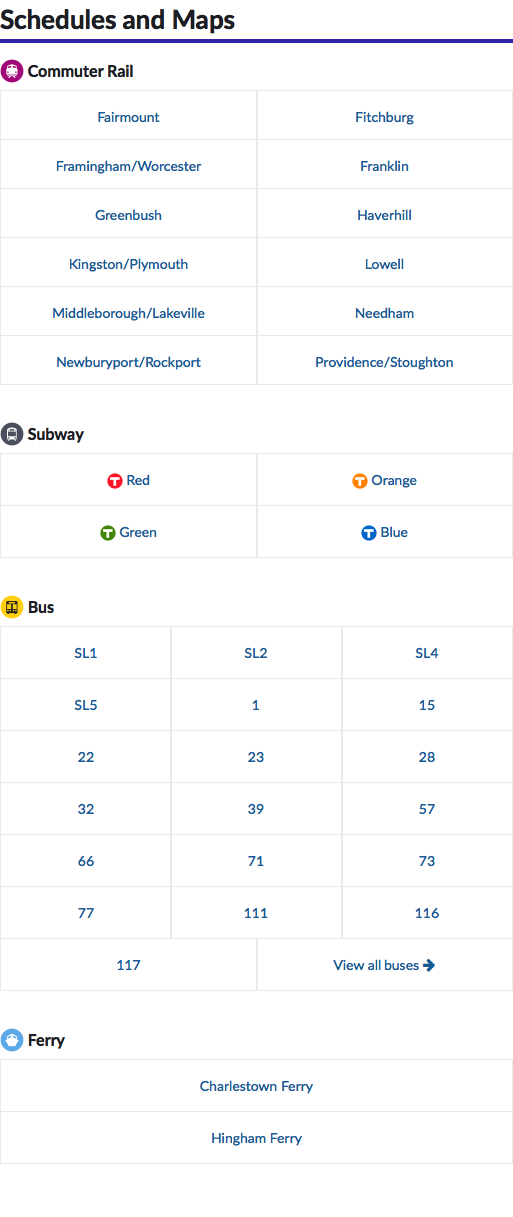 Schedules and Maps
Commuter Rail
Fairmount Fitchburg
Framingham/Worcester Franklin
Greenbush Haverhill
Kingston/Plymouth Lowell
Middleborough/Lakeville Needham
Newburyport/Rockport Providence/Stoughton
Subway
T Red T Orange
T Green T Blue
Bus
SL1 SL2 SL4
SL5 1 15
22 23 28
32 39 57
66 71 73
77 111 116
117 View all buses
Ferry
Charlestown Ferry
Hingham Ferry